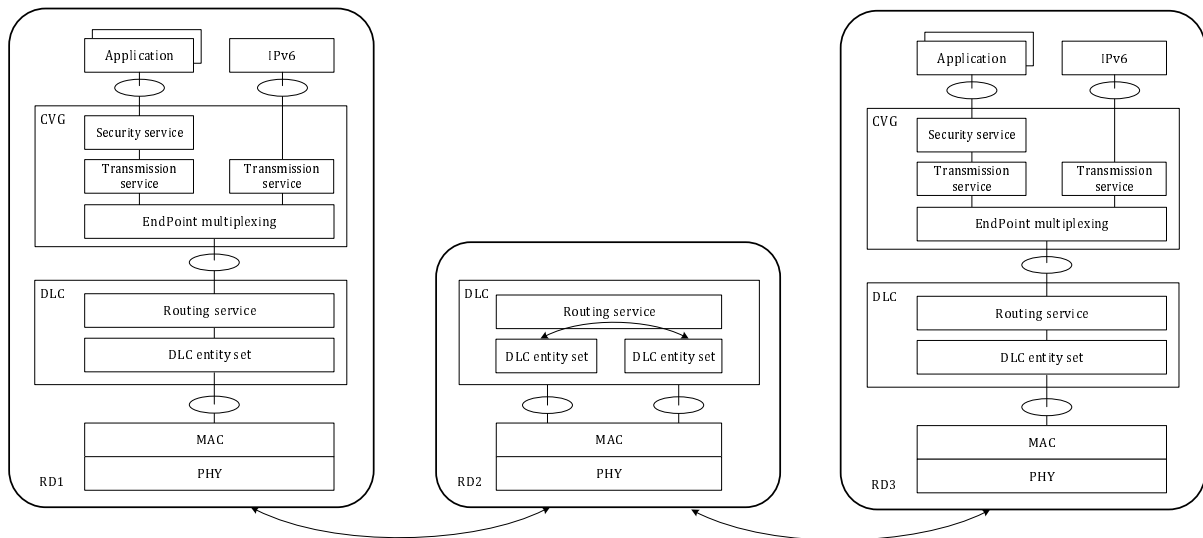 Application
IPv6
CVG
Security service
Transmission
service
Transmission
service
EndPoint multiplexing
DLC
Routing service
DLC entity set
MAC
PHY
RD1
DLC
Routing service
DLC entity set
DLC entity set
MAC
PHY
RD2
Application
IPv6
CVG
Security service
Transmission
service
Transmission
service
EndPoint multiplexing
DLC
Routing service
DLC entity set
MAC
PHY
RD3